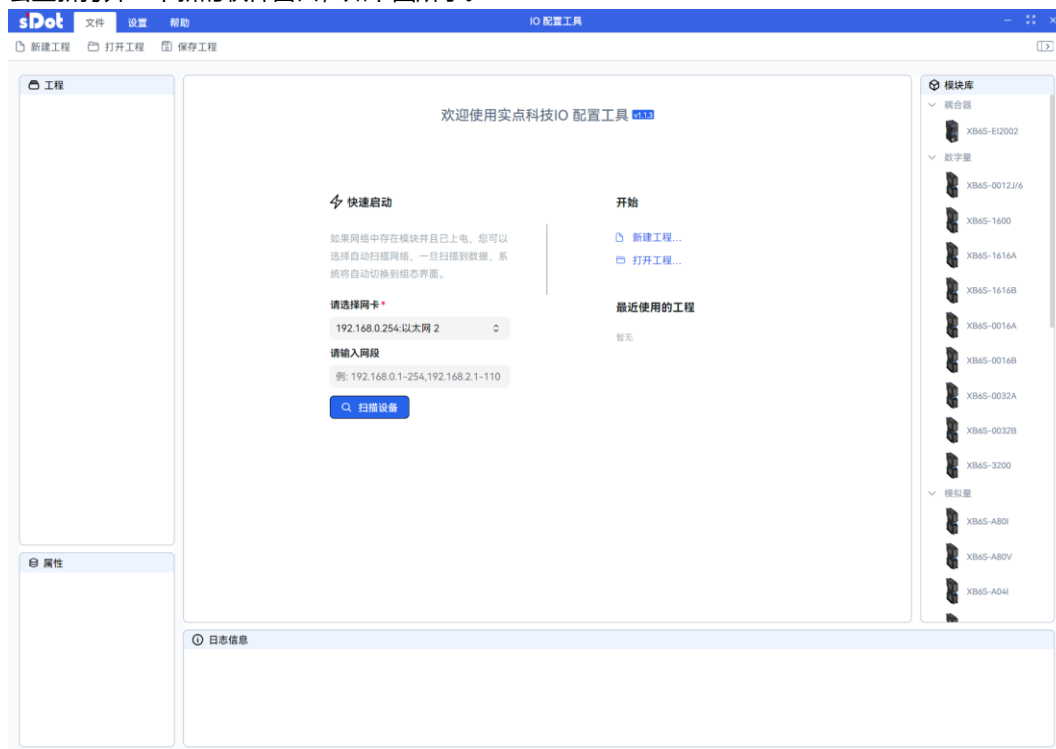 sDot 文件 设置 帮助 IO 配置工具
新建工程 打开工程 保存工程
工程
欢迎使用实点科技IO 配置工具 v1.1.3
快速启动
如果网络中存在模块并且已上电，您可以
选择自动扫描网络，一旦扫描到数据，系
统将自动切换到组态界面。
请选择网卡*
192.168.0.254:以太网 2
请输入网段
例: 192.168.0.1-254,192.168.2.1-110
扫描设备
开始
新建工程...
打开工程...
最近使用的工程
暂无
模块库
耦合器
XB6S-EI2002
数字量
XB6S-0012J/6
XB6S-1600
XB6S-1616A
XB6S-1616B
XB6S-0016A
XB6S-0016B
XB6S-0032A
XB6S-0032B
XB6S-3200
模拟量
XB6S-A80I
XB6S-A80V
XB6S-A04I
属性
日志信息